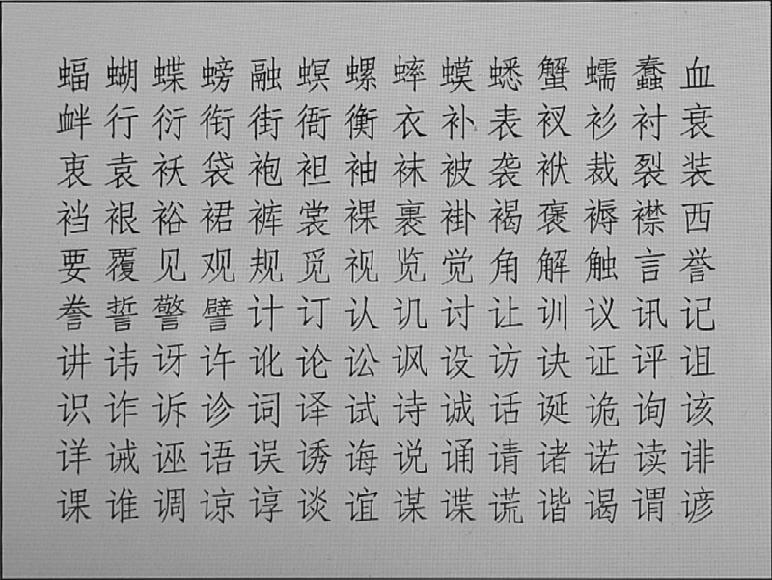 蝠蝴蝶螃融螟螺蟀蟆蟋蟹蠕蠢血
衅行衍衔街衙衡衣补表衩衫衬衰
衷袁袄袋袍袒袖袜被袭袱裁裂装
裆裉裕裙裤裳裸裹褂褐褒褥襟西
要覆见观规觅视览觉角解触言誉
誊誓警譬计订认讥讨让训议讯记
讲讳讶许讹论讼讽设访诀证评诅
识诈诉诊词译试诗诚话诞诡询该
详诫诬语误诱诲说诵请诸诺读诽
课谁调谅谆谈谊谋谍谎谐谒谓谚